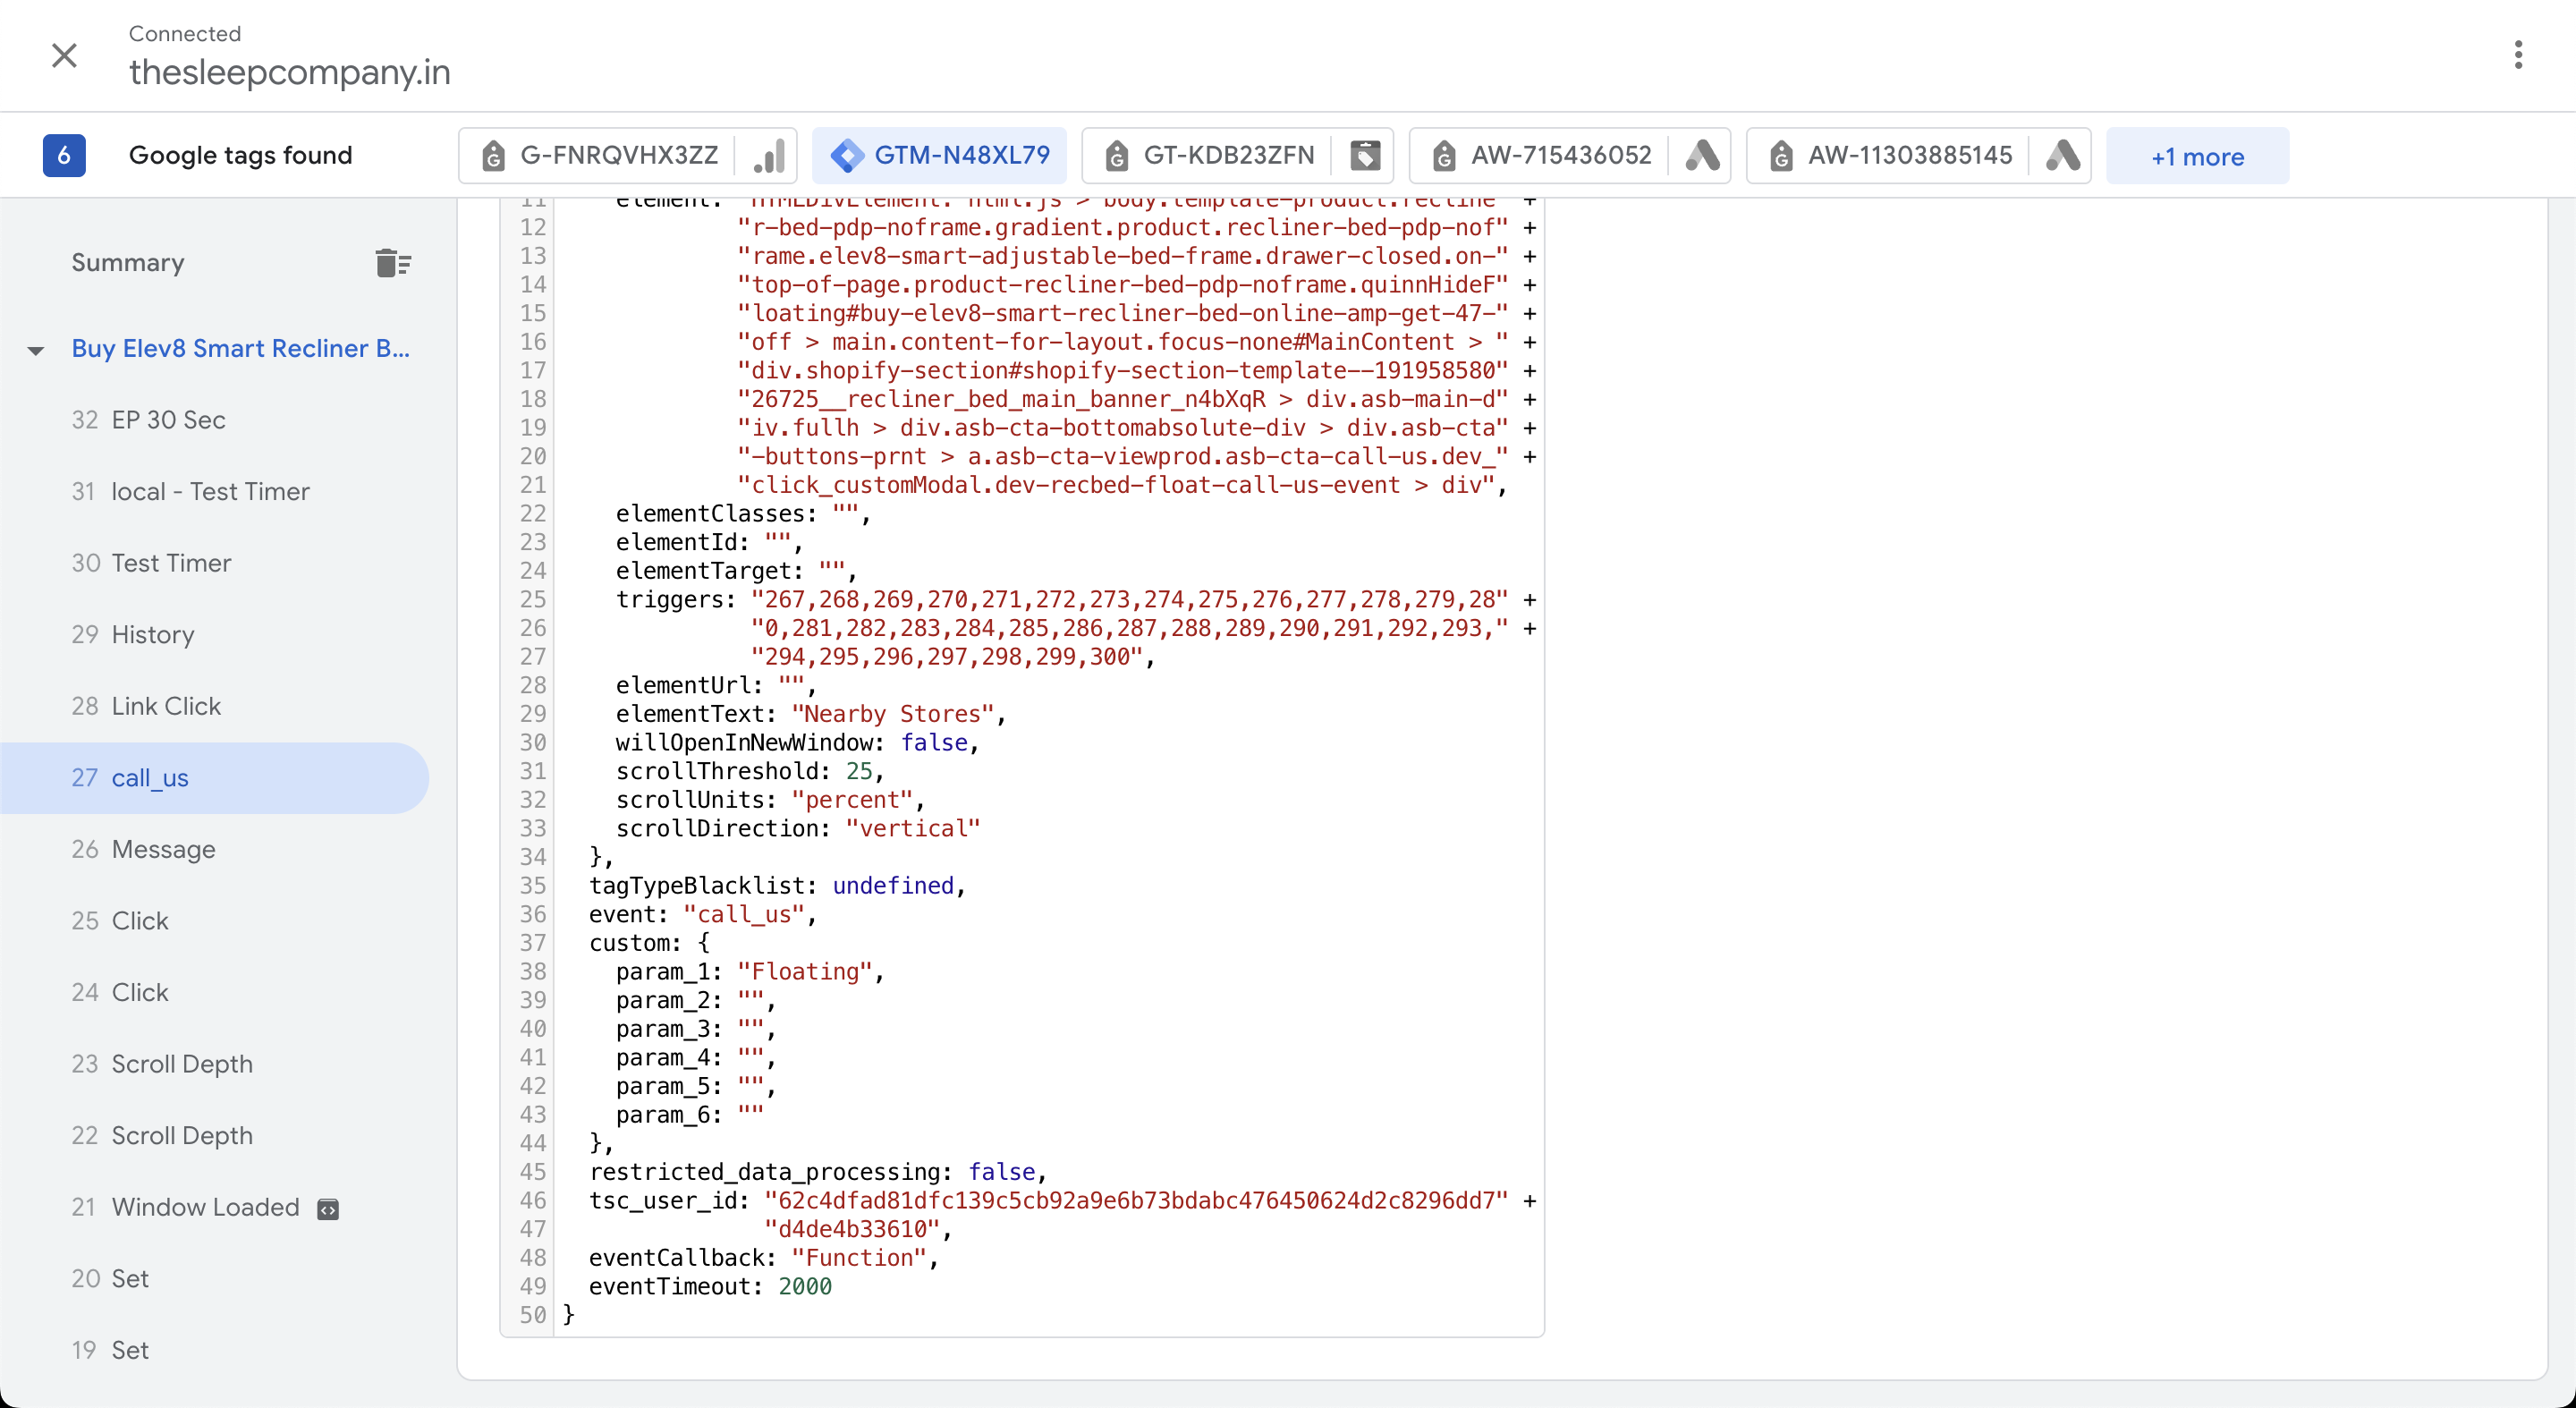 Connected
thesleepcompany.in
6 Google tags found G-FNRQVHX3ZZ GTM-N48XL79 GT-KDB23ZFN AW-715436052 AW-11303885145 +1 more
Summary
Buy Elev8 Smart Recliner B...
32 EP 30 Sec
31 local - Test Timer
30 Test Timer
29 History
28 Link Click
27 call_us
26 Message
25 Click
24 Click
23 Scroll Depth
22 Scroll Depth
21 Window Loaded
20 Set
19 Set
11 element: "HTMLDivElement: html.js > body.template-product.recline" +
12 "r-bed-pdp-noframe.gradient.product.recliner-bed-pdp-nof" +
13 "rame.elev8-smart-adjustable-bed-frame.drawer-closed.on-" +
14 "top-of-page.product-recliner-bed-pdp-noframe.quinnHideF" +
15 "loating#buy-elev8-smart-recliner-bed-online-amp-get-47-" +
16 "off > main.content-for-layout.focus-none#MainContent > " +
17 "div.shopify-section#shopify-section-template--191958580" +
18 "26725__recliner_bed_main_banner_n4bXqR > div.asb-main-d" +
19 "iv.fullh > div.asb-cta-bottomabsolute-div > div.asb-cta" +
20 "-buttons-prnt > a.asb-cta-viewprod.asb-cta-call-us.dev_" +
21 "click_customModal.dev-recbed-float-call-us-event > div",
22 elementClasses: "",
23 elementId: "",
24 elementTarget: "",
25 triggers: "267,268,269,270,271,272,273,274,275,276,277,278,279,28" +
26 "0,281,282,283,284,285,286,287,288,289,290,291,292,293," +
27 "294,295,296,297,298,299,300",
28 elementUrl: "",
29 elementText: "Nearby Stores",
30 willOpenInNewWindow: false,
31 scrollThreshold: 25,
32 scrollUnits: "percent",
33 scrollDirection: "vertical"
34 },
35 tagTypeBlacklist: undefined,
36 event: "call_us",
37 custom: {
38 param_1: "Floating",
39 param_2: "",
40 param_3: "",
41 param_4: "",
42 param_5: "",
43 param_6: ""
44 },
45 restricted_data_processing: false,
46 tsc_user_id: "62c4dfad81dfc139c5cb92a9e6b73bdabc476450624d2c8296dd7" +
47 "d4de4b33610",
48 eventCallback: "Function",
49 eventTimeout: 2000
50 }